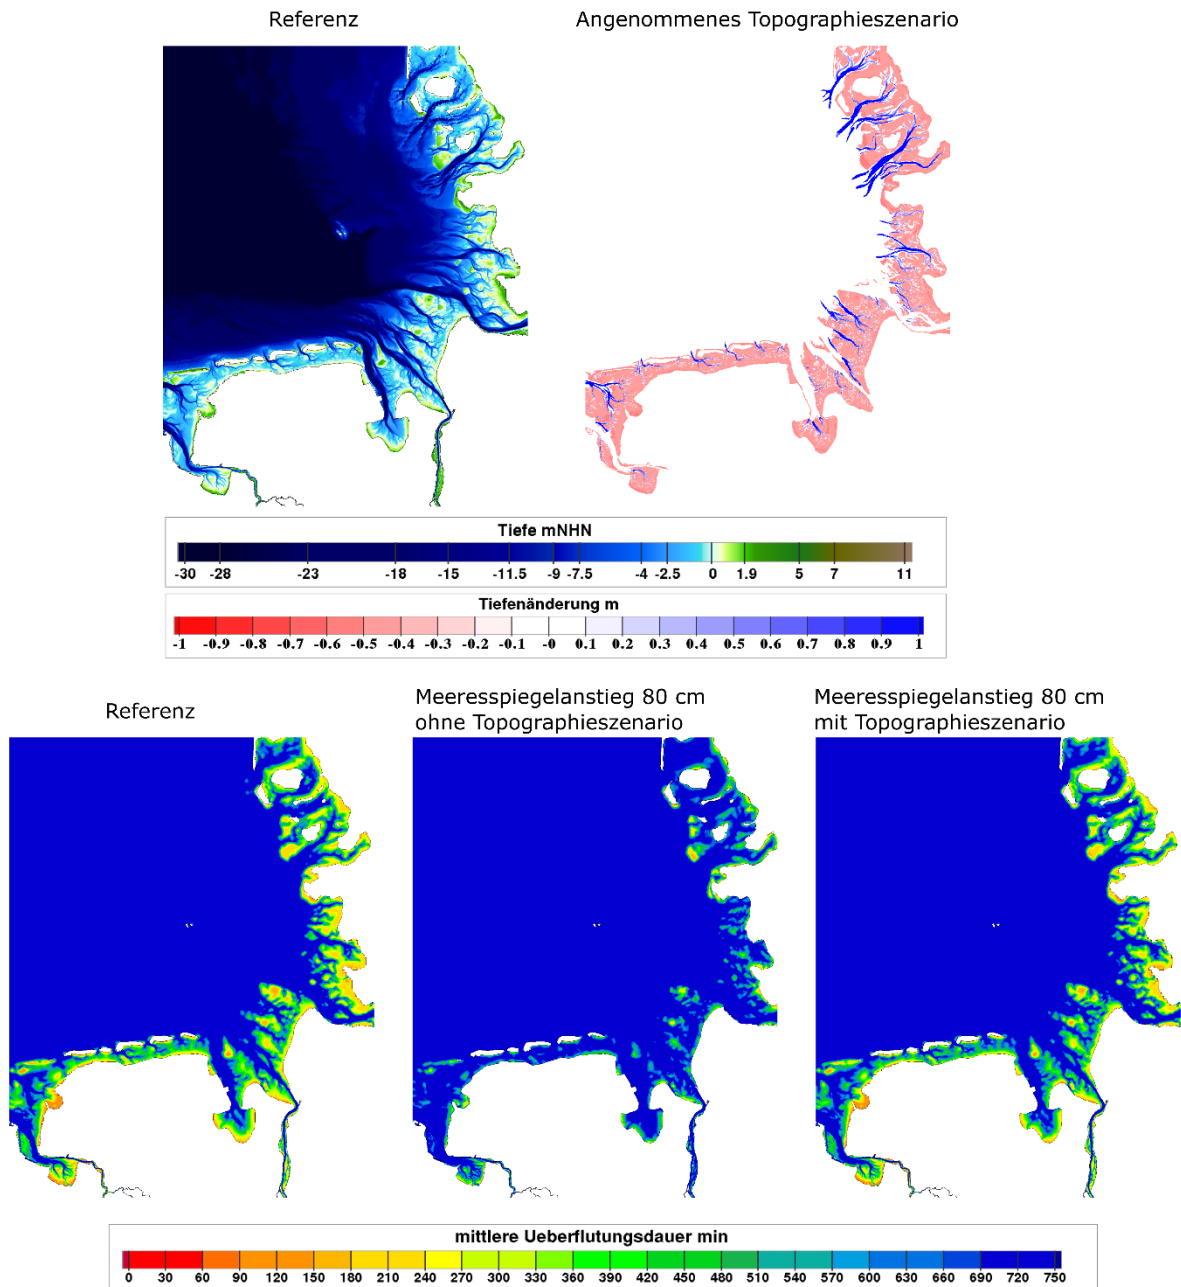 Referenz
Angenommenes Topographieszenario
Tiefe mNHN
-30 -28 -23 -18 -15 -11.5 -9 -7.5 -4 -2.5 0 1.9 5 7 11
Tiefenänderung m
-1 -0.9 -0.8 -0.7 -0.6 -0.5 -0.4 -0.3 -0.2 -0.1 -0 0.1 0.2 0.3 0.4 0.5 0.6 0.7 0.8 0.9 1
Referenz
Meeresspiegelanstieg 80 cm
ohne Topographieszenario
Meeresspiegelanstieg 80 cm
mit Topographieszenario
mittlere Ueberflutungsdauer min
0 30 60 90 120 150 180 210 240 270 300 330 360 390 420 450 480 510 540 570 600 630 660 690 720 750